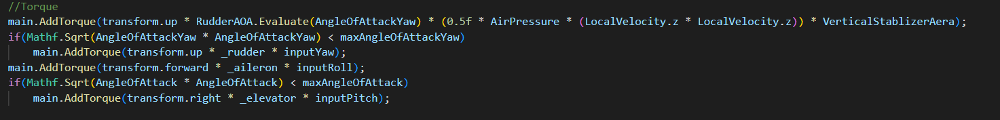 //Torque
main.AddTorque(transform.up * RudderAOA.Evaluate(AngleOfAttackYaw) * (0.5f * AirPressure * (LocalVelocity.z * LocalVelocity.z)) * VerticalStablizerAera);
if(Mathf.Sqrt(AngleOfAttackYaw * AngleOfAttackYaw) < maxAngleOfAttackYaw)
    main.AddTorque(transform.up * _rudder * inputYaw);
main.AddTorque(transform.forward * _aileron * inputRoll);
if(Mathf.Sqrt(AngleOfAttack * AngleOfAttack) < maxAngleOfAttack)
    main.AddTorque(transform.right * _elevator * inputPitch);